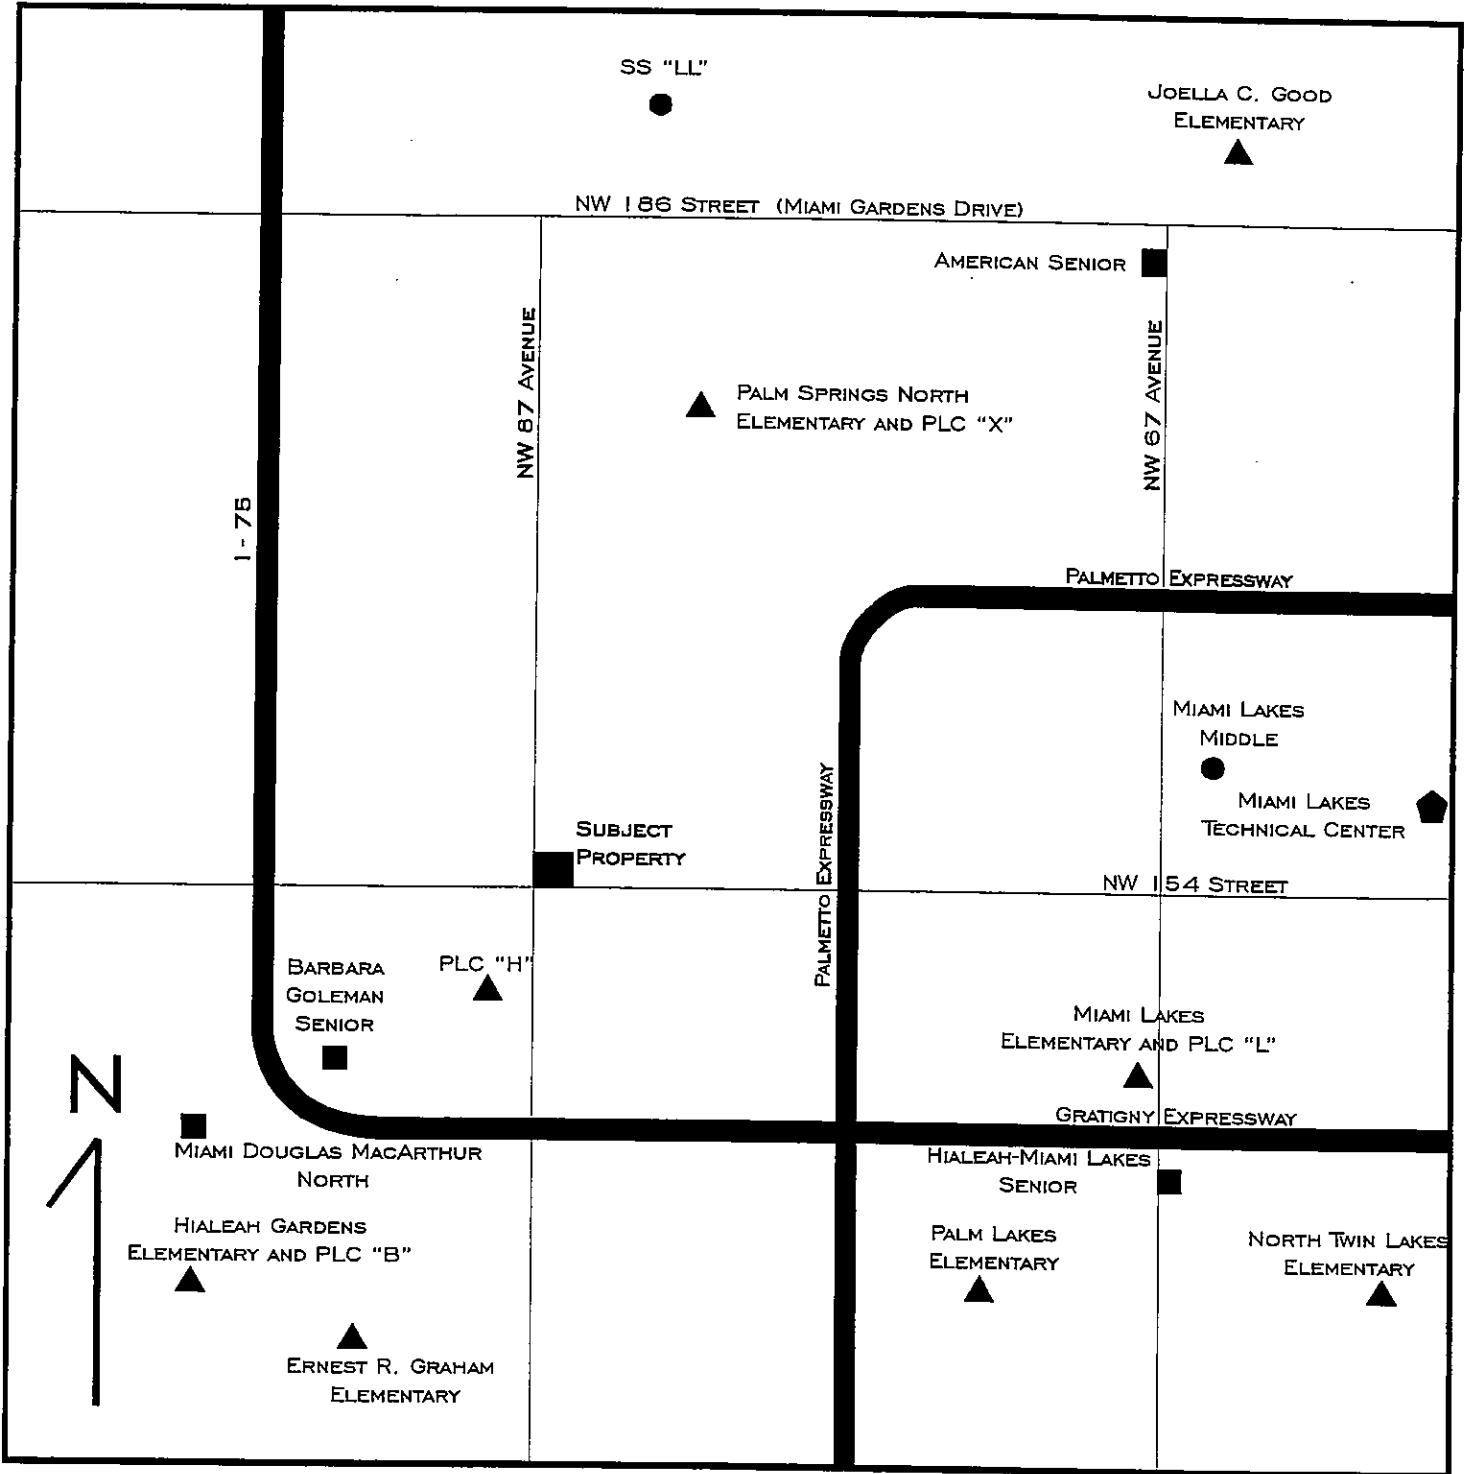 SS "LL"
JOELLA C. GOOD
ELEMENTARY
NW 186 STREET (MIAMI GARDENS DRIVE)
AMERICAN SENIOR
NW 87 AVENUE
NW 67 AVENUE
PALM SPRINGS NORTH
ELEMENTARY AND PLC "X"
I-75
PALMETTO EXPRESSWAY
MIAMI LAKES
MIDDLE
MIAMI LAKES
TECHNICAL CENTER
PALMETTO EXPRESSWAY
SUBJECT
PROPERTY
NW 154 STREET
BARBARA
GOLEMAN
SENIOR
PLC "H"
MIAMI LAKES
ELEMENTARY AND PLC "L"
N
GRATIGNY EXPRESSWAY
MIAMI DOUGLAS MACARTHUR
NORTH
HIALEAH-MIAMI LAKES
SENIOR
HIALEAH GARDENS
ELEMENTARY AND PLC "B"
PALM LAKES
ELEMENTARY
NORTH TWIN LAKES
ELEMENTARY
ERNEST R. GRAHAM
ELEMENTARY